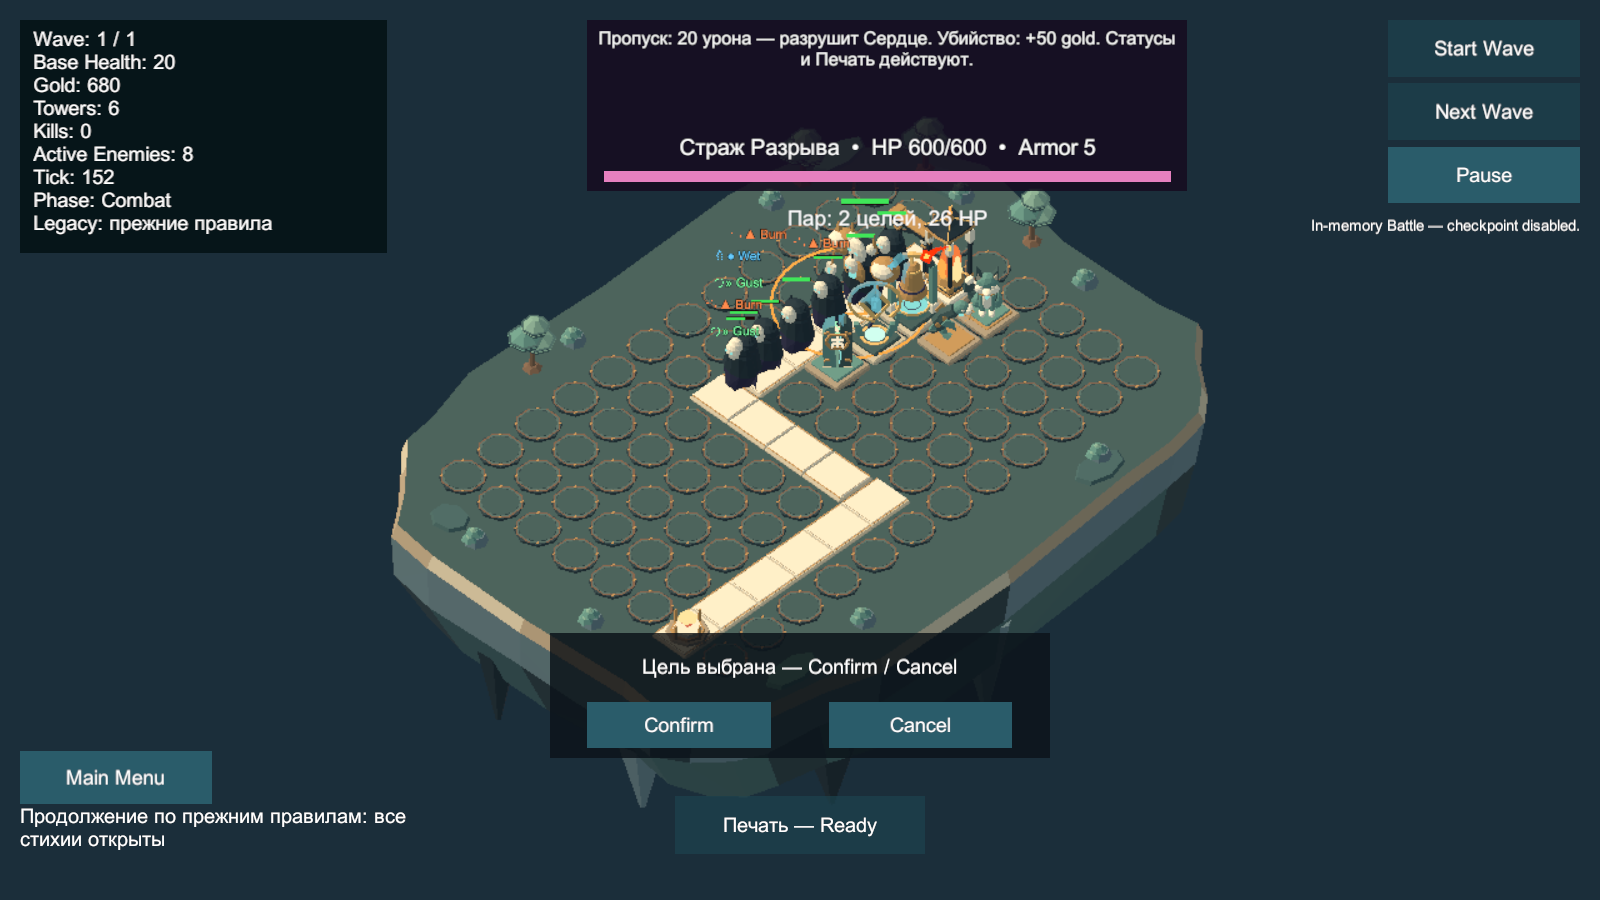 Wave: 1 / 1
Base Health: 20
Gold: 680
Towers: 6
Kills: 0
Active Enemies: 8
Tick: 152
Phase: Combat
Legacy: прежние правила
Пропуск: 20 урона — разрушит Сердце. Убийство: +50 gold. Статусы
и Печать действуют.
Страж Разрыва • HP 600/600 • Armor 5
Start Wave
Next Wave
Pause
In-memory Battle — checkpoint disabled.
Пар: 2 целей, 26 HP
Burn
Burn
Wet
Gust
Burn
Gust
Цель выбрана — Confirm / Cancel
Confirm
Cancel
Main Menu
Продолжение по прежним правилам: все
стихии открыты
Печать — Ready